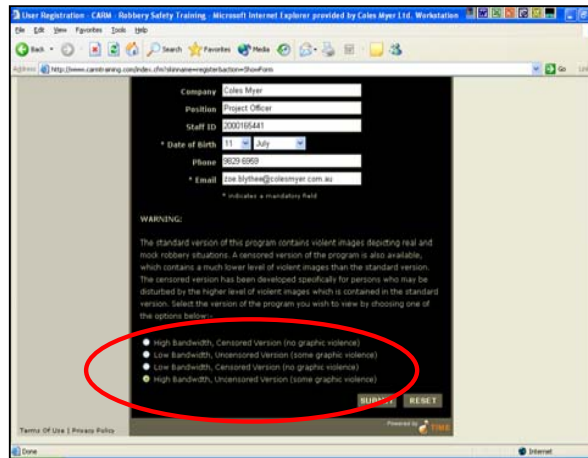 User Registration - CARM - Robbery Safety Training - Microsoft Internet Explorer provided by Coles Myer Ltd. Workstation
File Edit View Favorites Tools Help
Back Search Favorites Media
Address http://www.carmtraining.com/index.cfm?skinname=register&action=ShowForm Go
Company Coles Myer
Position Project Officer
Staff ID 2000165441
* Date of Birth 11 July
Phone 9829-6959
* Email zoe.blythee@colesmyer.com.au
* indicates a mandatory field
WARNING:
The standard version of this program contains violent images depicting real and
mock robbery situations. A censored version of the program is also available,
which contains a much lower level of violent images than the standard version.
The censored version has been developed specifically for persons who may be
disturbed by the higher level of violent images which is contained in the standard
version. Select the version of the program you wish to view by choosing one of
the options below:-
High Bandwidth, Censored Version (no graphic violence)
Low Bandwidth, Uncensored Version (some graphic violence)
Low Bandwidth, Censored Version (no graphic violence)
High Bandwidth, Uncensored Version (some graphic violence)
SUBMIT RESET
Terms Of Use | Privacy Policy
Powered by TIME
Done Internet